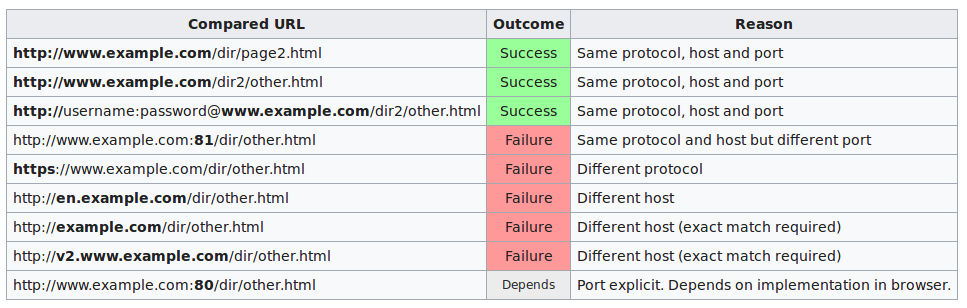 Compared URL Outcome Reason
http://www.example.com/dir/page2.html Success Same protocol, host and port
http://www.example.com/dir2/other.html Success Same protocol, host and port
http://username:password@www.example.com/dir2/other.html Success Same protocol, host and port
http://www.example.com:81/dir/other.html Failure Same protocol and host but different port
https://www.example.com/dir/other.html Failure Different protocol
http://en.example.com/dir/other.html Failure Different host
http://example.com/dir/other.html Failure Different host (exact match required)
http://v2.www.example.com/dir/other.html Failure Different host (exact match required)
http://www.example.com:80/dir/other.html Depends Port explicit. Depends on implementation in browser.